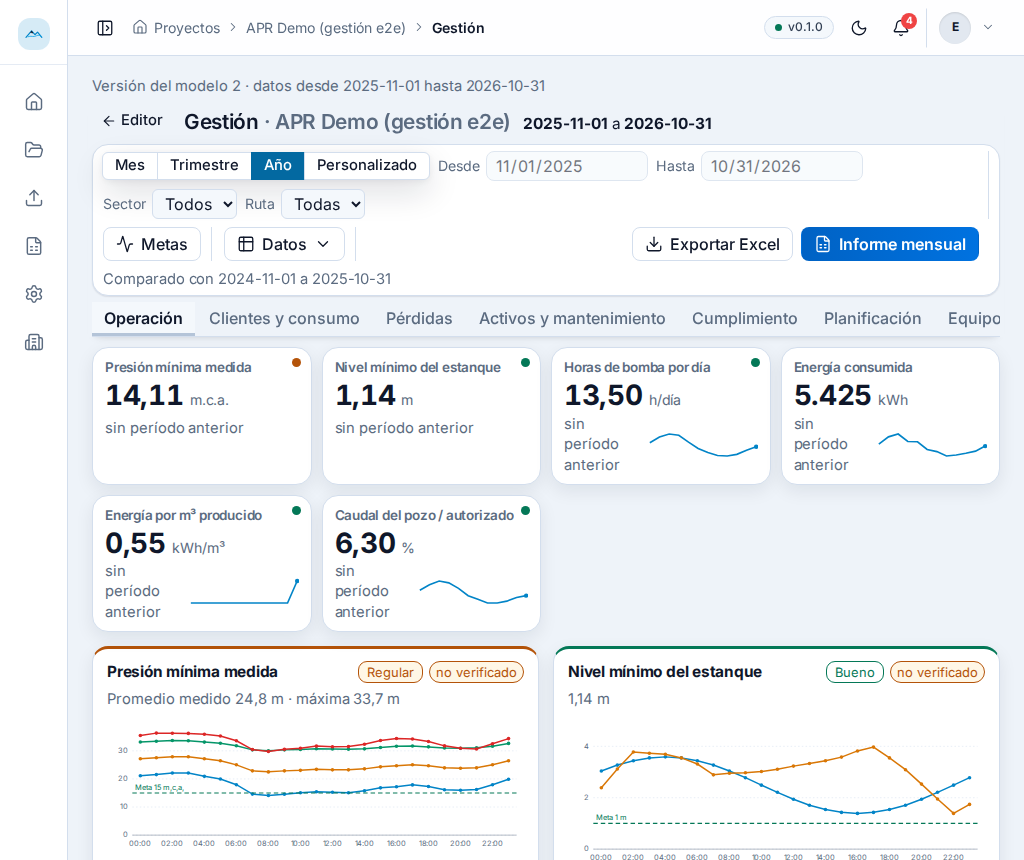 Proyectos > APR Demo (gestión e2e) > Gestión
v0.1.0
4
E
Versión del modelo 2 · datos desde 2025-11-01 hasta 2026-10-31
← Editor
Gestión · APR Demo (gestión e2e)
2025-11-01 a 2026-10-31
Mes Trimestre Año Personalizado Desde 11/01/2025 Hasta 10/31/2026
Sector Todos Ruta Todas
Metas Datos Exportar Excel Informe mensual
Comparado con 2024-11-01 a 2025-10-31
Operación Clientes y consumo Pérdidas Activos y mantenimiento Cumplimiento Planificación Equipo
Presión mínima medida
14,11 m.c.a.
sin período anterior
Nivel mínimo del estanque
1,14 m
sin período anterior
Horas de bomba por día
13,50 h/día
sin
período
anterior
Energía consumida
5.425 kWh
sin
período
anterior
Energía por m³ producido
0,55 kWh/m³
sin
período
anterior
Caudal del pozo / autorizado
6,30 %
sin
período
anterior
Presión mínima medida
Regular
no verificado
Promedio medido 24,8 m · máxima 33,7 m
30
20
Meta 15 m.c.a.
10
0
00:00 02:00 04:00 06:00 08:00 10:00 12:00 14:00 16:00 18:00 20:00 22:00
Nivel mínimo del estanque
Bueno
no verificado
1,14 m
4
2
Meta 1 m
0
00:00 02:00 04:00 06:00 08:00 10:00 12:00 14:00 16:00 18:00 20:00 22:00